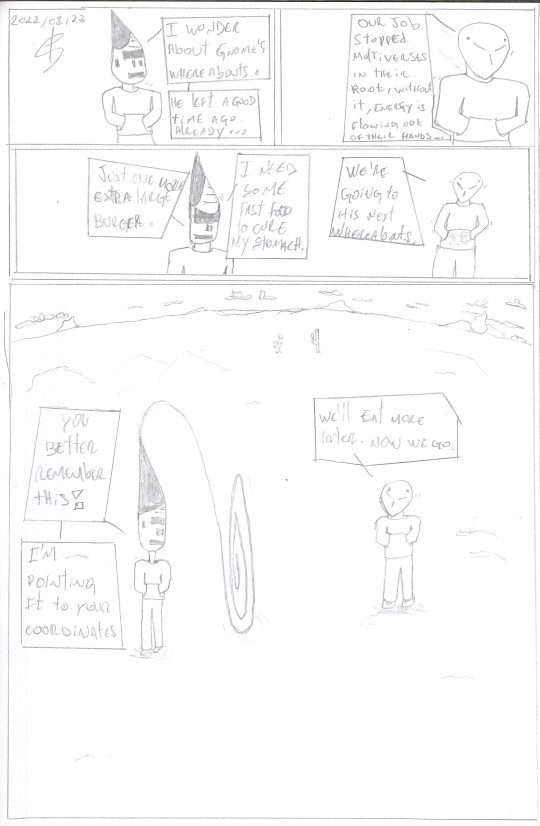 2022/01/23
I WONDER
ABOUT GNOME'S
WHEREABOUTS..
HE LEFT A GOOD
TIME AGO.
ALREADY...
OUR JOB
STOPPED
MULTIVERSES
IN THEIR
ROOT, WITHOUT
IT, ENERGY IS
FLOWING OUT
OF THEIR HANDS...
JUST ONE MORE
EXTRA LARGE
BURGER.
I NEED
SOME
FAST FOOD
TO CURE
MY STOMACH.
WE'RE
GOING TO
HIS NEXT
WHEREABOUTS
YOU
BETTER
REMEMBER
THIS!
I'M
POINTING
IT TO YOUR
COORDINATES
WE'LL EAT MORE
LATER. NOW WE GO.